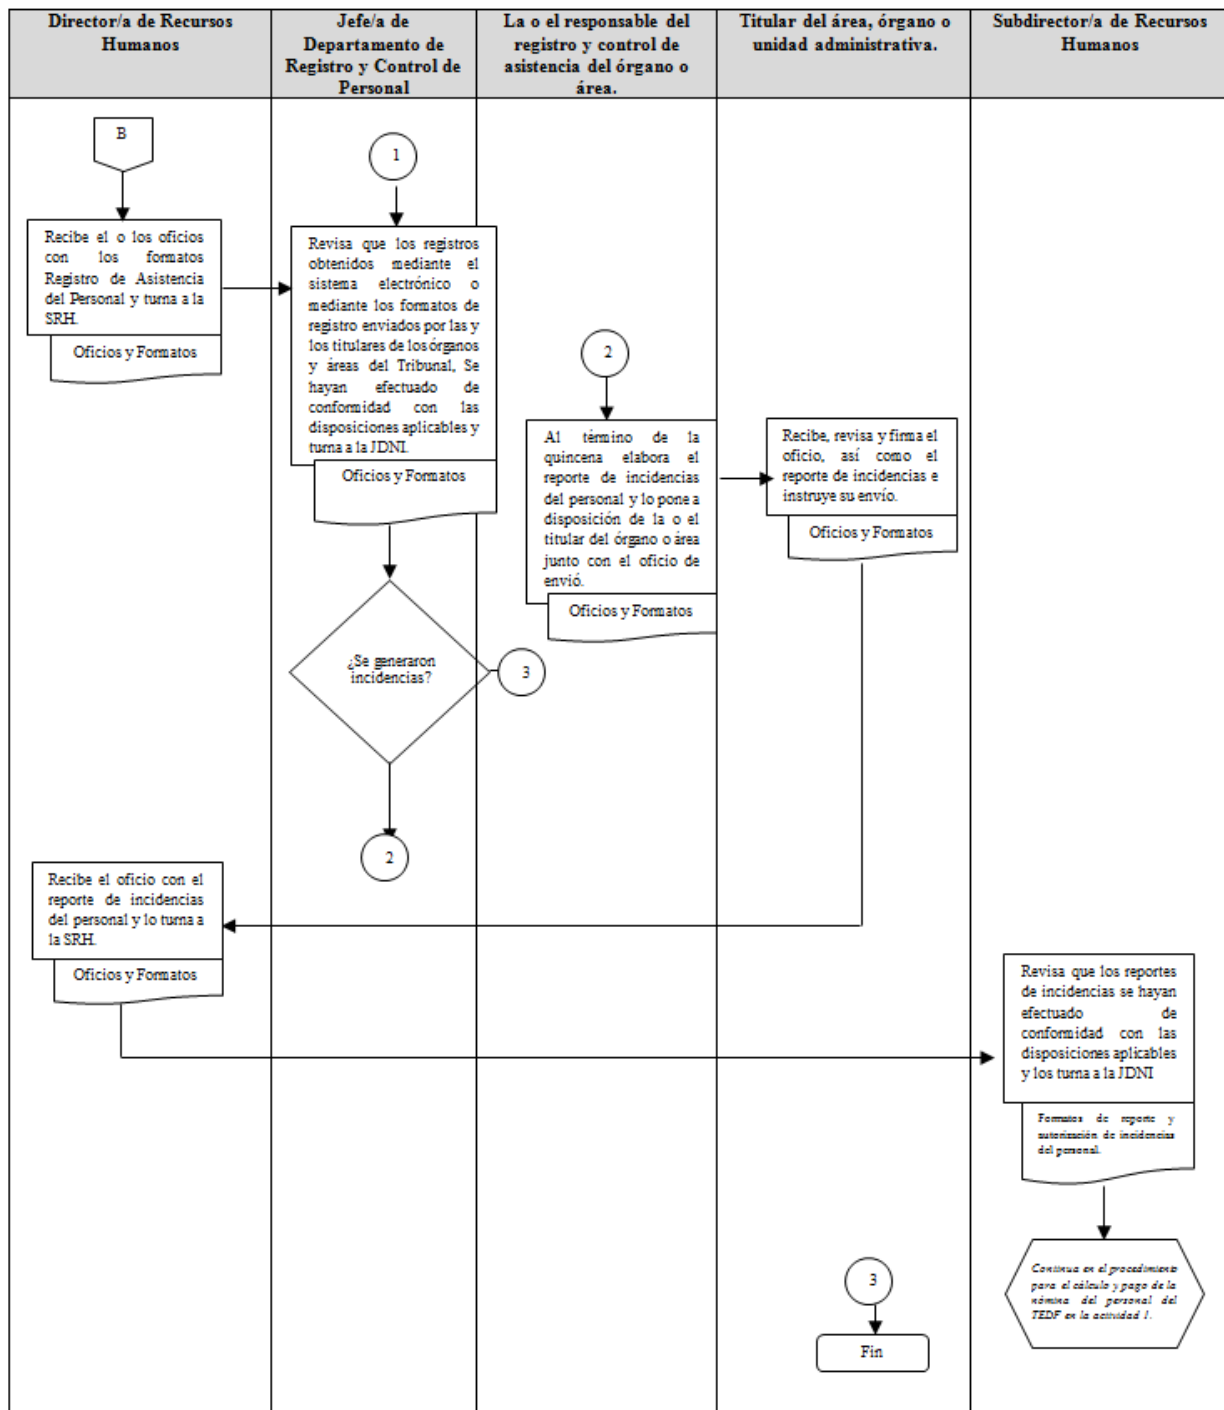 Director/a de Recursos
Humanos
Jefe/a de
Departamento de
Registro y Control de
Personal
La o el responsable del
registro y control de
asistencia del órgano o
área.
Titular del área, órgano o
unidad administrativa.
Subdirector/a de Recursos
Humanos
B
Recibe el o los oficios
con los formatos
Registro de Asistencia
del Personal y turna a la
SRH.
Oficios y Formatos
1
Revisa que los registros
obtenidos mediante el
sistema electrónico o
mediante los formatos de
registro enviados por las y
los titulares de los órganos
y áreas del Tribunal, Se
hayan efectuado de
conformidad con las
disposiciones aplicables y
turna a la JDNI.
Oficios y Formatos
¿Se generaron
incidencias?
3
2
2
Al término de la
quincena elabora el
reporte de incidencias
del personal y lo pone a
disposición de la o el
titular del órgano o área
junto con el oficio de
envió.
Oficios y Formatos
Recibe, revisa y firma el
oficio, así como el
reporte de incidencias e
instruye su envío.
Oficios y Formatos
Recibe el oficio con el
reporte de incidencias
del personal y lo turna a
la SRH.
Oficios y Formatos
Revisa que los reportes
de incidencias se hayan
efectuado de
conformidad con las
disposiciones aplicables
y los turna a la JDNI
Formatos de reporte y
autorización de incidencias
del personal.
Continua en el procedimiento
para el cálculo y pago de la
nómina del personal del
TEDF en la actividad 1.
3
Fin